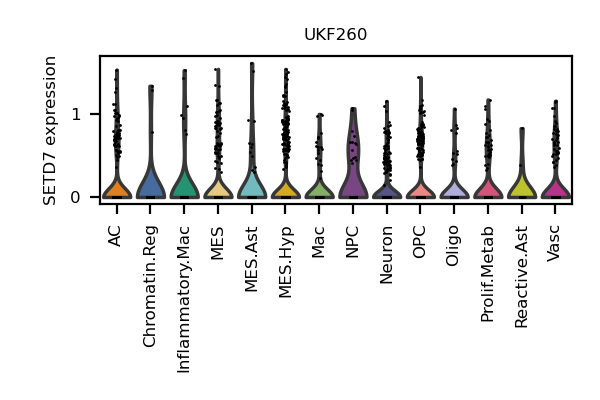 UKF260
SETD7 expression
1
0
AC
Chromatin.Reg
Inflammatory.Mac
MES
MES.Ast
MES.Hyp
Mac
NPC
Neuron
OPC
Oligo
Prolif.Metab
Reactive.Ast
Vasc